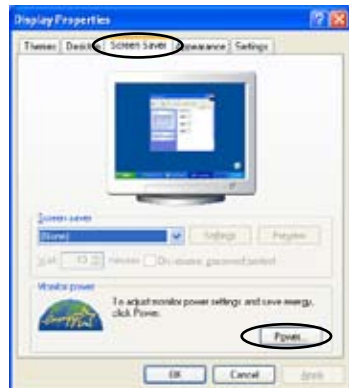 Display Properties
Themes Desktop Screen Saver Appearance Settings
Screen saver
(None) Settings Preview
Wait: minutes On resume, password protect
Monitor power
To adjust monitor power settings and save energy,
click Power.
Power...
OK Cancel Apply